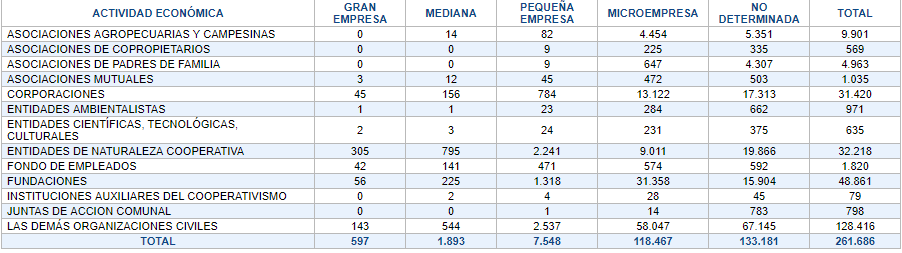 ACTIVIDAD ECONÓMICA GRAN EMPRESA MEDIANA PEQUEÑA EMPRESA MICROEMPRESA NO DETERMINADA TOTAL
ASOCIACIONES AGROPECUARIAS Y CAMPESINAS 0 14 82 4.454 5.351 9.901
ASOCIACIONES DE COPROPIETARIOS 0 0 9 225 335 569
ASOCIACIONES DE PADRES DE FAMILIA 0 0 9 647 4.307 4.963
ASOCIACIONES MUTUALES 3 12 45 472 503 1.035
CORPORACIONES 45 156 784 13.122 17.313 31.420
ENTIDADES AMBIENTALISTAS 1 1 23 284 662 971
ENTIDADES CIENTÍFICAS, TECNOLÓGICAS, CULTURALES 2 3 24 231 375 635
ENTIDADES DE NATURALEZA COOPERATIVA 305 795 2.241 9.011 19.866 32.218
FONDO DE EMPLEADOS 42 141 471 574 592 1.820
FUNDACIONES 56 225 1.318 31.358 15.904 48.861
INSTITUCIONES AUXILIARES DEL COOPERATIVISMO 0 2 4 28 45 79
JUNTAS DE ACCION COMUNAL 0 0 1 14 783 798
LAS DEMÁS ORGANIZACIONES CIVILES 143 544 2.537 58.047 67.145 128.416
TOTAL 597 1.893 7.548 118.467 133.181 261.686